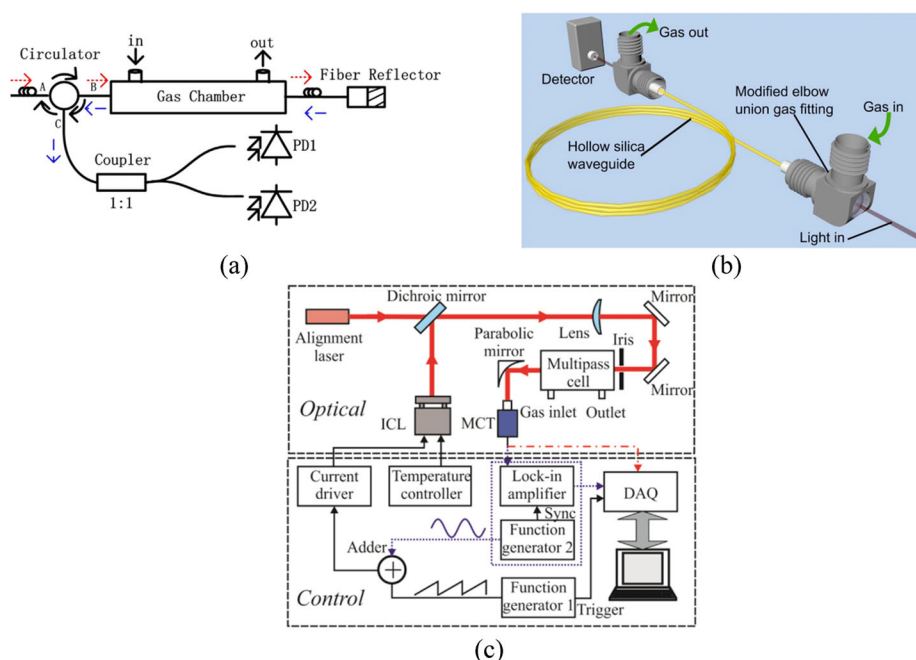 Circulator
in
out
Fiber Reflector
A
B
Gas Chamber
C
Coupler
1:1
PD1
PD2
(a)
Gas out
Detector
Modified elbow
union gas fitting
Gas in
Hollow silica
waveguide
Light in
(b)
Dichroic mirror
Mirror
Alignment
laser
Lens
Parabolic
mirror
Iris
Multipass
cell
Mirror
Optical
ICL
MCT
Gas inlet
Outlet
Current
driver
Temperature
controller
Lock-in
amplifier
DAQ
Sync
Function
generator 2
Adder
+
Function
generator 1
Trigger
Control
(c)